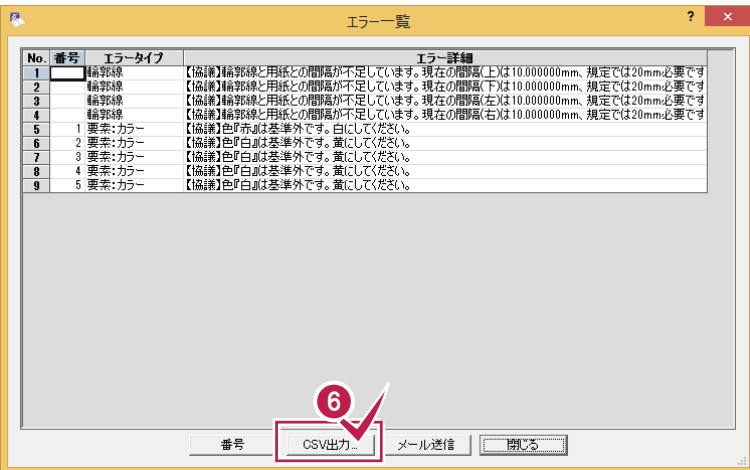 エラー一覧
? ×
No. 番号 エラータイプ エラー詳細
1 輪郭線 【協議】輪郭線と用紙との間隔が不足しています。現在の間隔(上)は10.000000mm、規定では20mm必要です
2 輪郭線 【協議】輪郭線と用紙との間隔が不足しています。現在の間隔(下)は10.000000mm、規定では20mm必要です
3 輪郭線 【協議】輪郭線と用紙との間隔が不足しています。現在の間隔(左)は10.000000mm、規定では20mm必要です
4 輪郭線 【協議】輪郭線と用紙との間隔が不足しています。現在の間隔(右)は10.000000mm、規定では20mm必要です
5 1 要素:カラー 【協議】色『赤』は基準外です。白にしてください。
6 2 要素:カラー 【協議】色『白』は基準外です。黄にしてください。
7 3 要素:カラー 【協議】色『白』は基準外です。黄にしてください。
8 4 要素:カラー 【協議】色『白』は基準外です。黄にしてください。
9 5 要素:カラー 【協議】色『白』は基準外です。黄にしてください。
6
番号 CSV出力... メール送信 閉じる